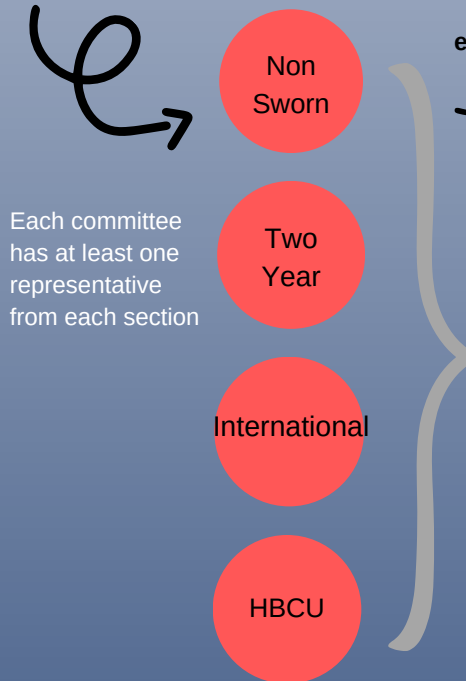 Non
Sworn
Each committee
has at least one
representative
from each section
Two
Year
International
HBCU